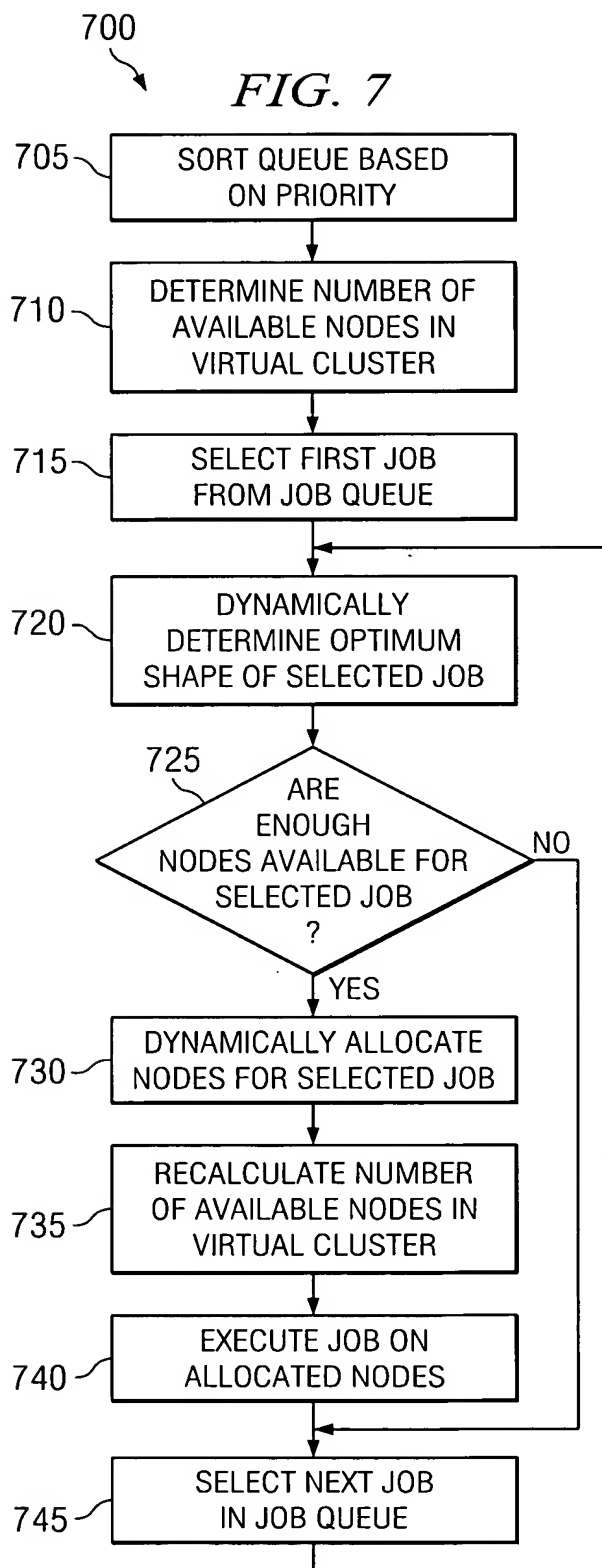 700
FIG. 7
705
SORT QUEUE BASED
ON PRIORITY
710
DETERMINE NUMBER OF
AVAILABLE NODES IN
VIRTUAL CLUSTER
715
SELECT FIRST JOB
FROM JOB QUEUE
720
DYNAMICALLY
DETERMINE OPTIMUM
SHAPE OF SELECTED JOB
725
ARE
ENOUGH
NODES AVAILABLE FOR
SELECTED JOB
?
NO
YES
730
DYNAMICALLY ALLOCATE
NODES FOR SELECTED JOB
735
RECALCULATE NUMBER
OF AVAILABLE NODES IN
VIRTUAL CLUSTER
740
EXECUTE JOB ON
ALLOCATED NODES
745
SELECT NEXT JOB
IN JOB QUEUE